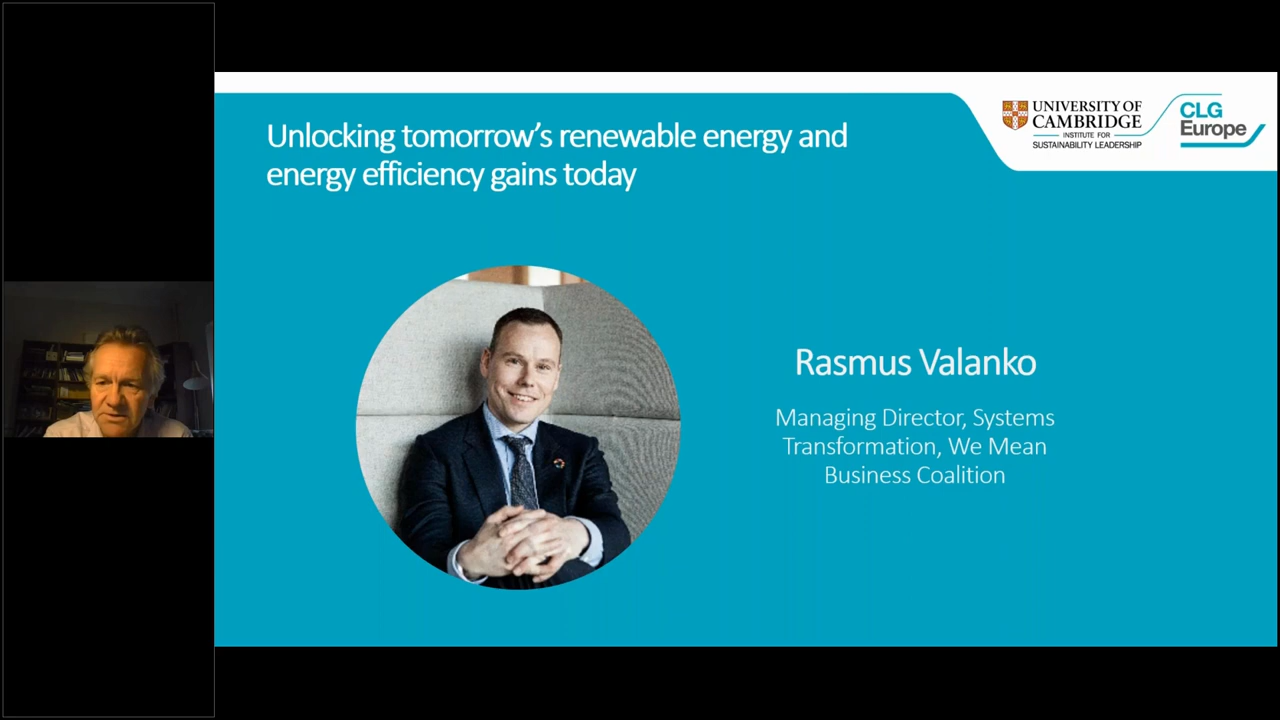 Unlocking tomorrow's renewable energy and
energy efficiency gains today
UNIVERSITY OF
CAMBRIDGE
INSTITUTE FOR
SUSTAINABILITY LEADERSHIP
CLG
Europe
Rasmus Valanko
Managing Director, Systems
Transformation, We Mean
Business Coalition